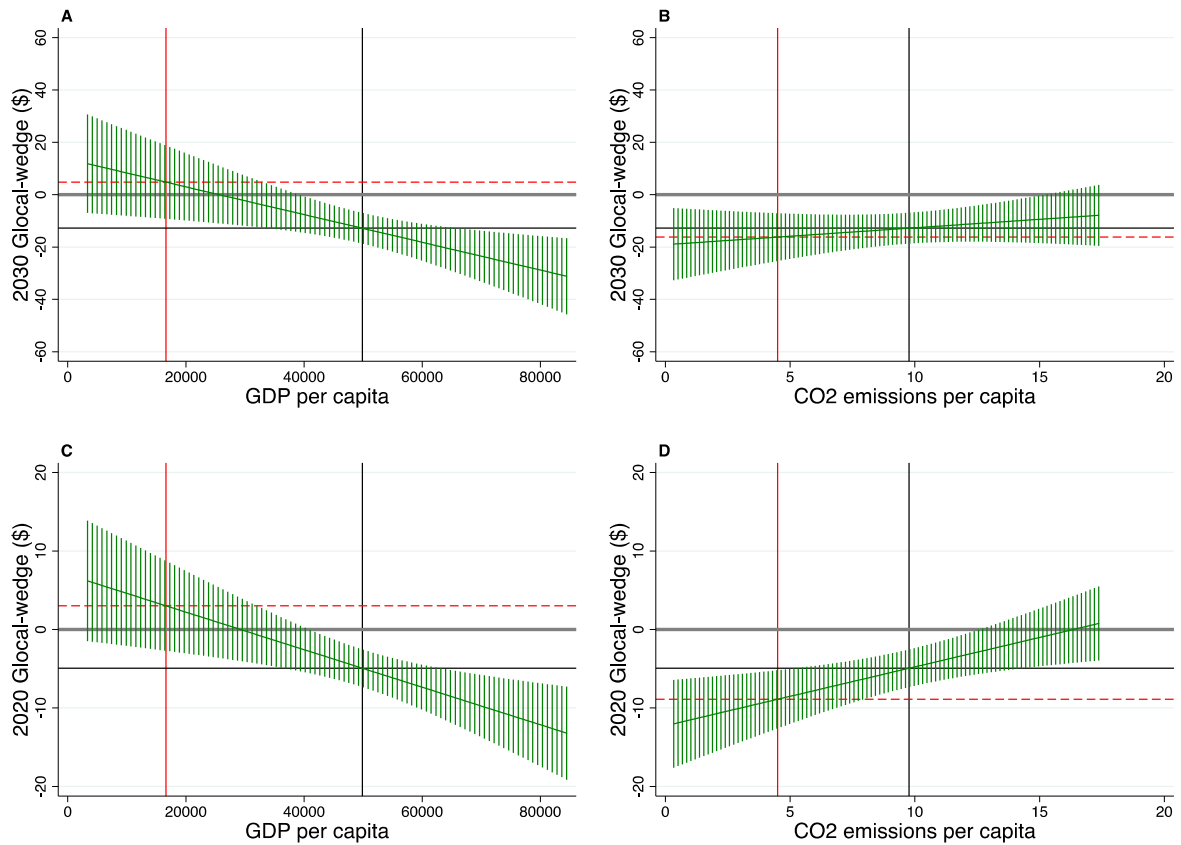 A
2030 Glocal-wedge ($)
60
40
20
0
-20
-40
-60
0 20000 40000 60000 80000
GDP per capita
B
2030 Glocal-wedge ($)
60
40
20
0
-20
-40
-60
0 5 10 15 20
CO2 emissions per capita
C
2020 Glocal-wedge ($)
20
10
0
-10
-20
0 20000 40000 60000 80000
GDP per capita
D
2020 Glocal-wedge ($)
20
10
0
-10
-20
0 5 10 15 20
CO2 emissions per capita